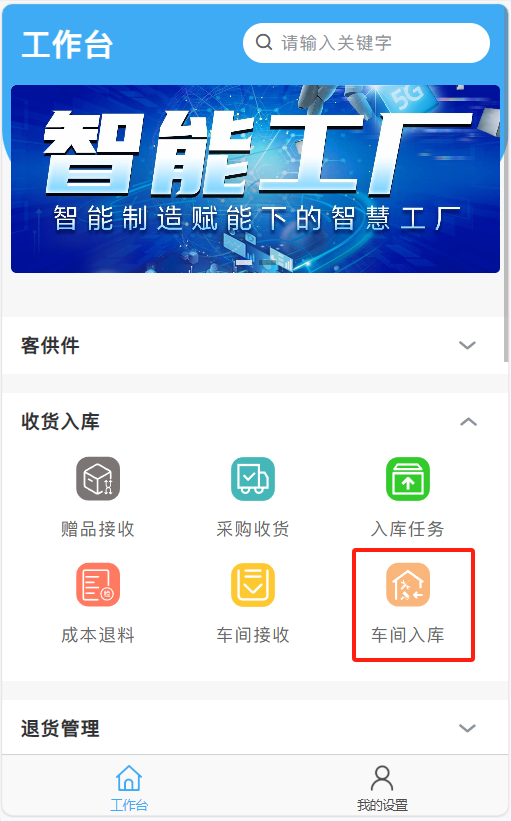 工作台
请输入关键字
5G
智能工厂
智能制造赋能下的智慧工厂
客供件
收货入库
赠品接收 采购收货 入库任务
成本退料 车间接收 车间入库
退货管理
工作台 我的设置